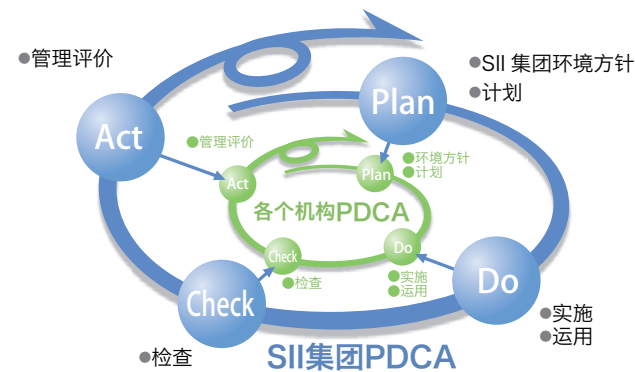 ●管理评价
●SII 集团环境方针
●计划
Plan
Act
●管理评价
●环境方针
●计划
Plan
Act
各个机构PDCA
Do
Check
●实施
●运用
●检查
Do
Check
●实施
●运用
●检查
SII集团PDCA